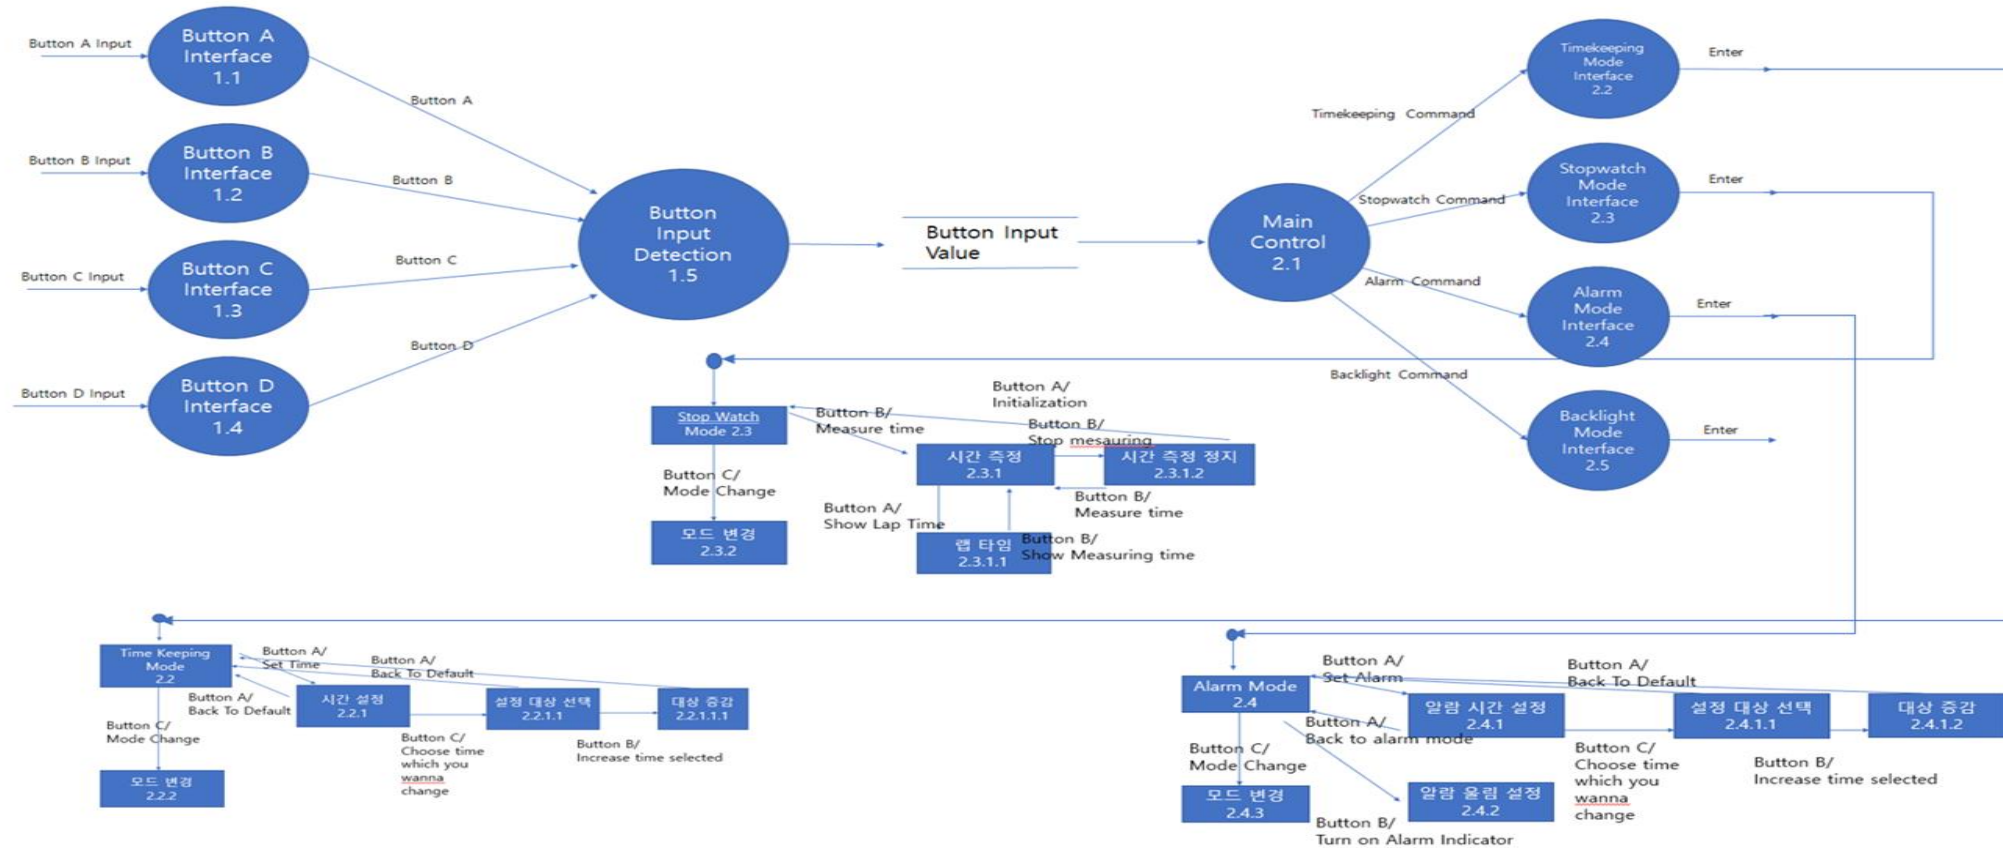 Button A Input
Button A
Interface
1.1
Button A
Button B Input
Button B
Interface
1.2
Button B
Button C Input
Button C
Interface
1.3
Button C
Button D Input
Button D
Interface
1.4
Button D
Button
Input
Detection
1.5
Button Input
Value
Main
Control
2.1
Timekeeping Command
Timekeeping
Mode
Interface
2.2
Enter
Stopwatch Command
Stopwatch
Mode
Interface
2.3
Enter
Alarm Command
Alarm
Mode
Interface
2.4
Enter
Backlight Command
Backlight
Mode
Interface
2.5
Enter
Stop Watch
Mode 2.3
Button B/
Measure time
Button A/
Initialization
Button B/
Stop mesauring
시간 측정
2.3.1
시간 측정 정지
2.3.1.2
Button C/
Mode Change
Button A/
Show Lap Time
Button B/
Measure time
모드 변경
2.3.2
랩 타임
2.3.1.1
Button B/
Show Measuring time
Time Keeping
Mode
2.2
Button A/
Set Time
Button A/
Back To Default
Button A/
Back To Default
시간 설정
2.2.1
설정 대상 선택
2.2.1.1
대상 증감
2.2.1.1.1
Button C/
Mode Change
Button C/
Choose time
which you
wanna
change
Button B/
Increase time selected
모드 변경
2.2.2
Alarm Mode
2.4
Button A/
Set Alarm
Button A/
Back To Default
알람 시간 설정
2.4.1
설정 대상 선택
2.4.1.1
대상 증감
2.4.1.2
Button A/
Back to alarm mode
Button C/
Mode Change
Button C/
Choose time
which you
wanna
change
Button B/
Increase time selected
모드 변경
2.4.3
알람 울림 설정
2.4.2
Button B/
Turn on Alarm Indicator